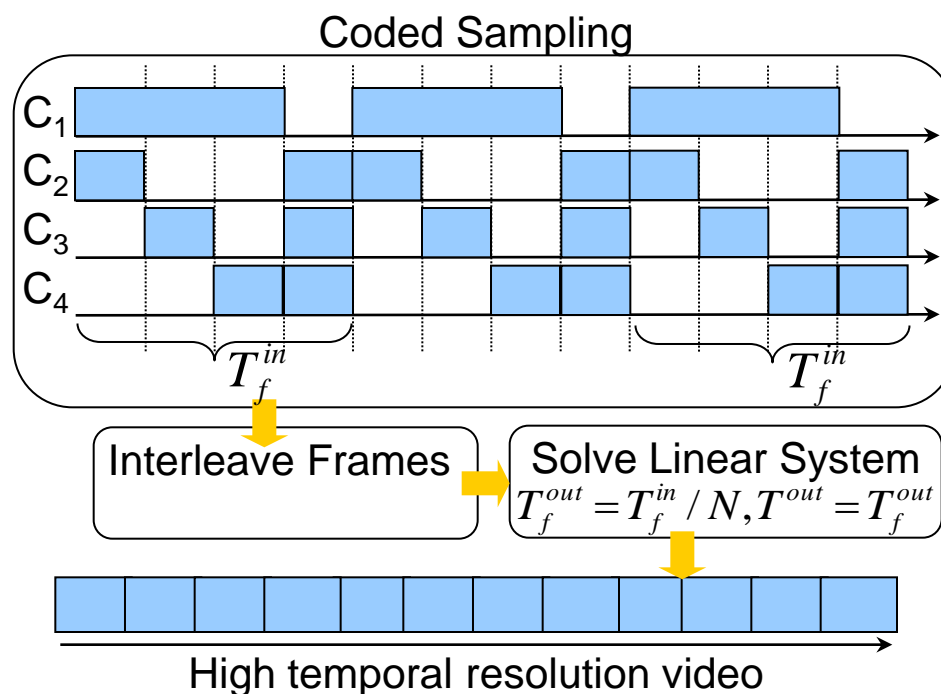 Coded Sampling
C₁
C₂
C₃
C₄
T_f^{in} T_f^{in}
Interleave Frames
Solve Linear System
T_f^{out} = T_f^{in} / N, T^{out} = T_f^{out}
High temporal resolution video